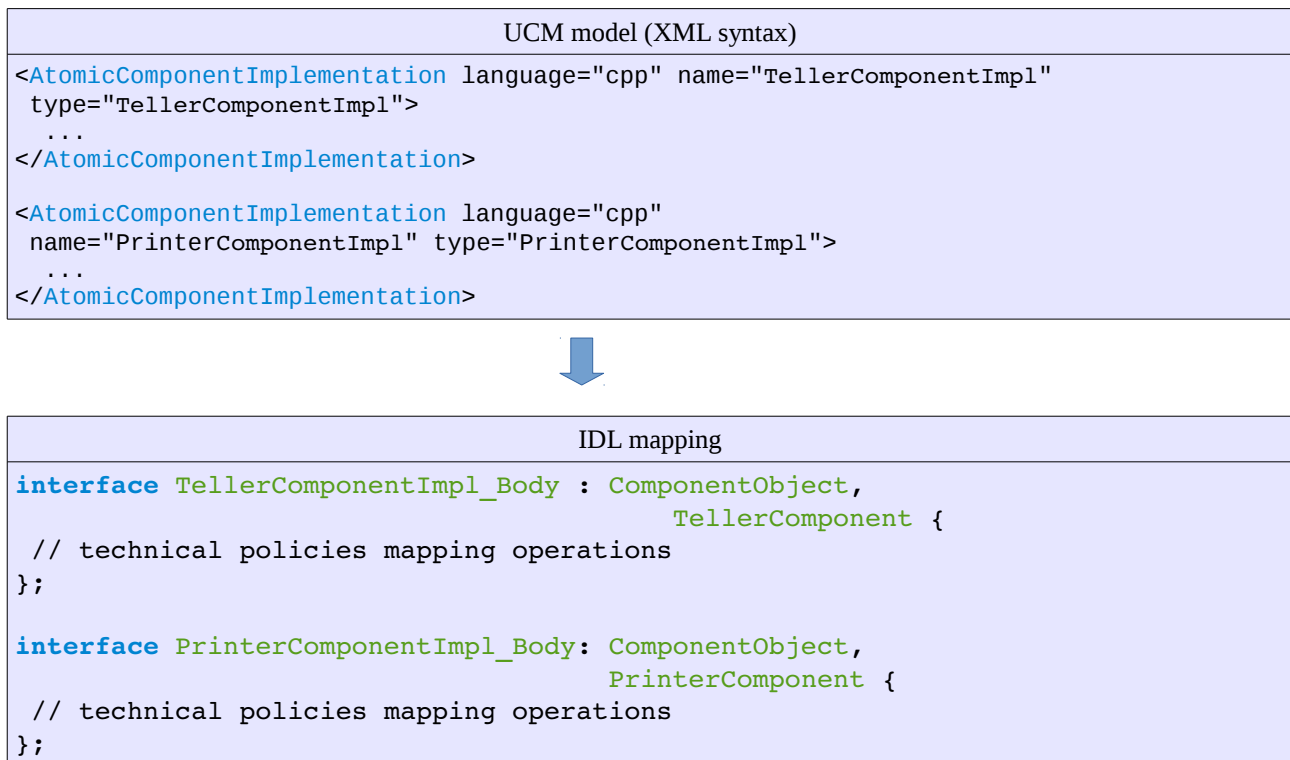 UCM model (XML syntax)
<AtomicComponentImplementation language="cpp" name="TellerComponentImpl"
 type="TellerComponentImpl">
  ...
</AtomicComponentImplementation>

<AtomicComponentImplementation language="cpp"
 name="PrinterComponentImpl" type="PrinterComponentImpl">
  ...
</AtomicComponentImplementation>
IDL mapping
interface TellerComponentImpl_Body : ComponentObject,
                                         TellerComponent {
 // technical policies mapping operations
};

interface PrinterComponentImpl_Body: ComponentObject,
                                     PrinterComponent {
 // technical policies mapping operations
};